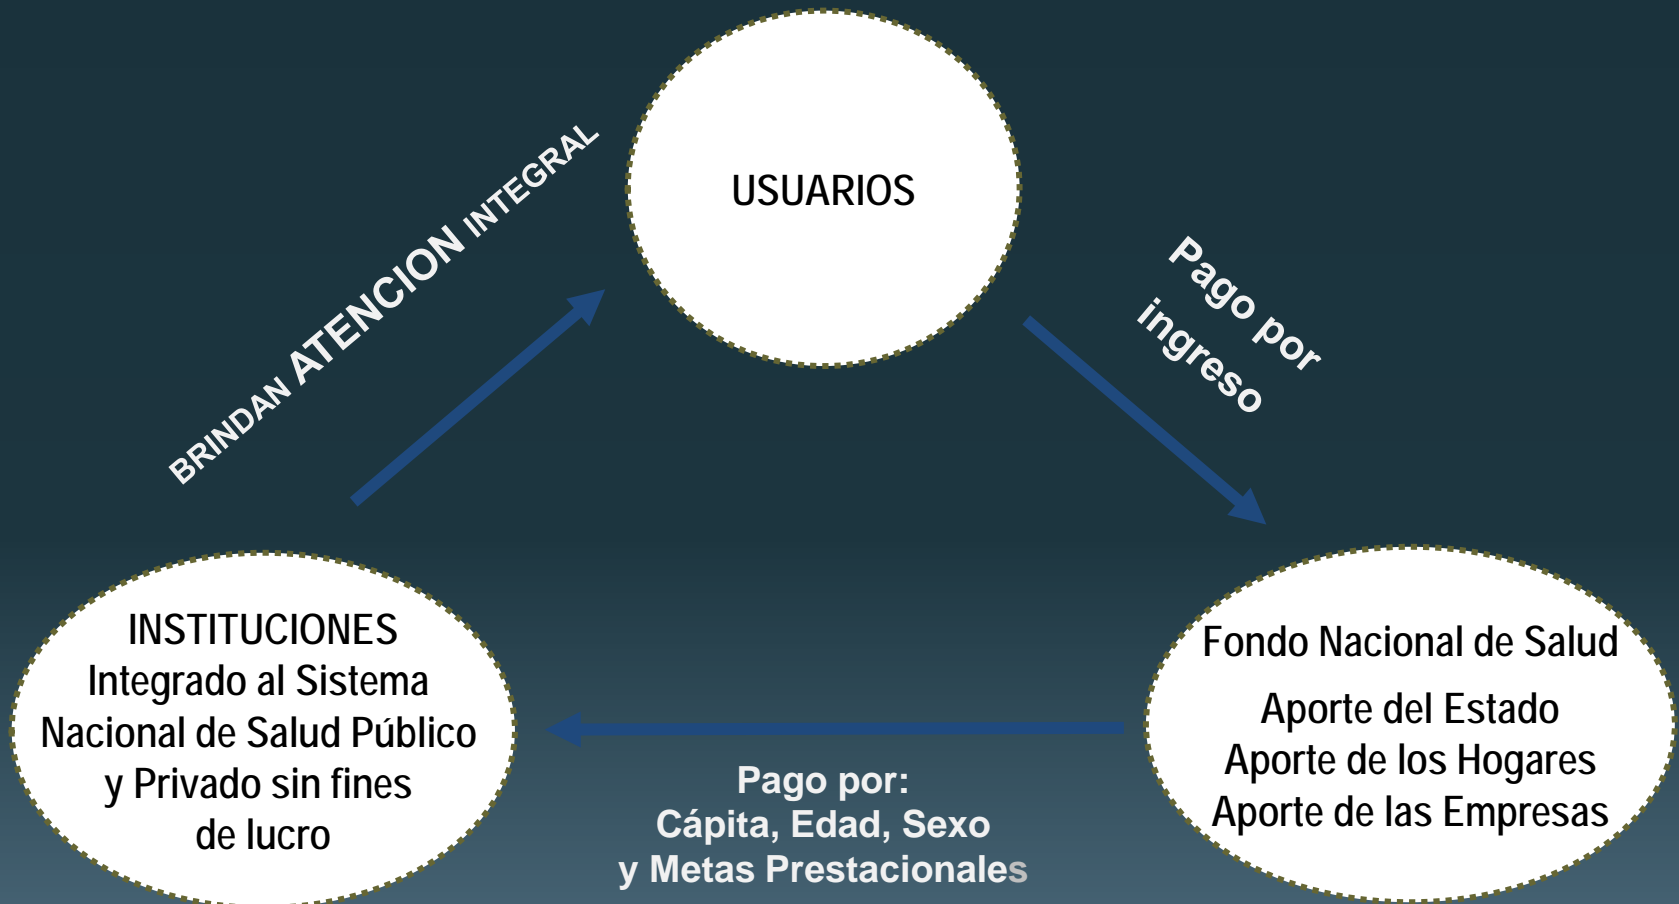 USUARIOS
BRINDAN ATENCION INTEGRAL
Pago por
ingreso
INSTITUCIONES
Integrado al Sistema
Nacional de Salud Público
y Privado sin fines
de lucro
Fondo Nacional de Salud
Aporte del Estado
Aporte de los Hogares
Aporte de las Empresas
Pago por:
Cápita, Edad, Sexo
y Metas Prestacionales